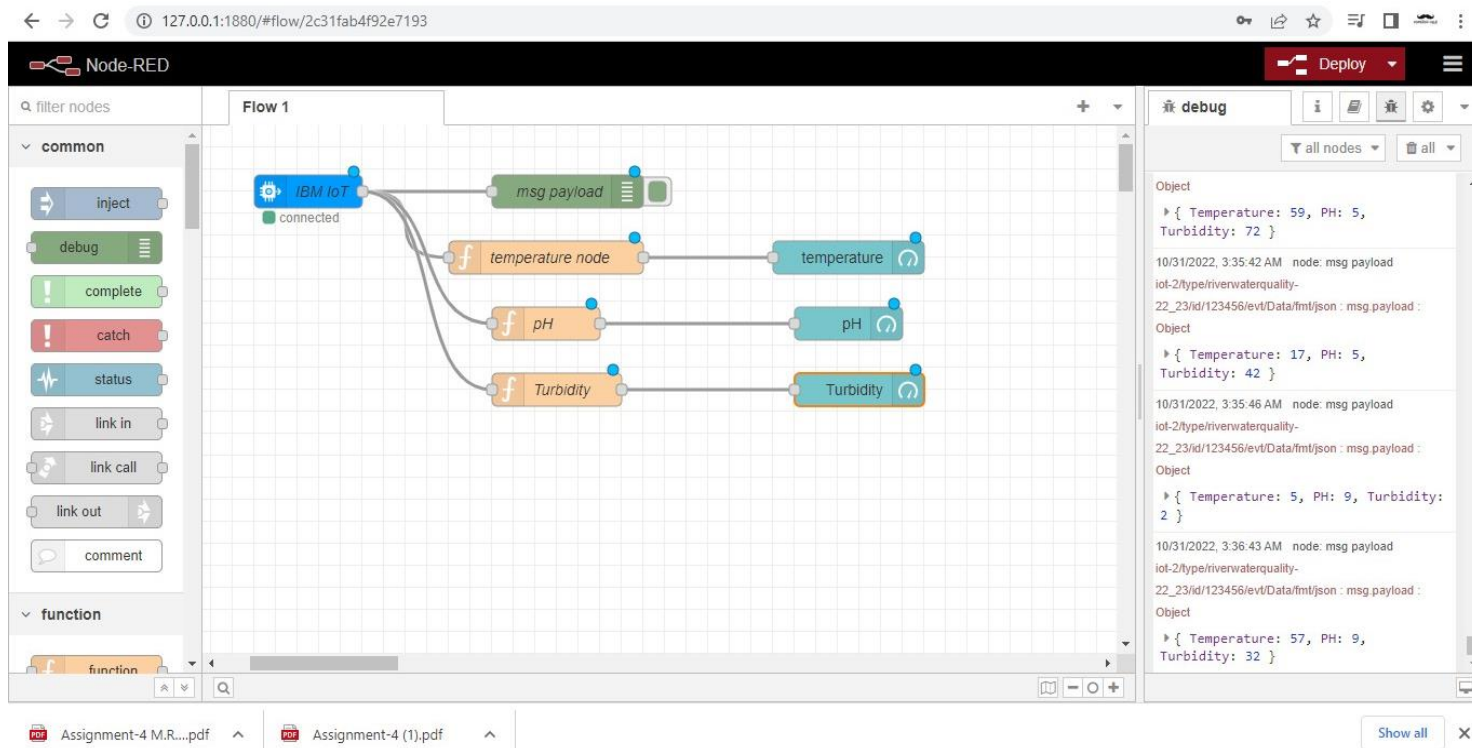 127.0.0.1:1880/#flow/2c31fab4f92e7193
Node-RED
Deploy
filter nodes
common
inject
debug
complete
catch
status
link in
link call
link out
comment
function
function
Flow 1
IBM IoT
connected
msg payload
temperature node
temperature
pH
pH
Turbidity
Turbidity
debug
i
all nodes
all
Object
{ Temperature: 59, PH: 5,
Turbidity: 72 }
10/31/2022, 3:35:42 AM node: msg payload
iot-2/type/riverwaterquality-
22_23/id/123456/evt/Data/fmt/json : msg.payload :
Object
{ Temperature: 17, PH: 5,
Turbidity: 42 }
10/31/2022, 3:35:46 AM node: msg payload
iot-2/type/riverwaterquality-
22_23/id/123456/evt/Data/fmt/json : msg.payload :
Object
{ Temperature: 5, PH: 9, Turbidity:
2 }
10/31/2022, 3:36:43 AM node: msg payload
iot-2/type/riverwaterquality-
22_23/id/123456/evt/Data/fmt/json : msg.payload :
Object
{ Temperature: 57, PH: 9,
Turbidity: 32 }
PDF Assignment-4 M.R....pdf
PDF Assignment-4 (1).pdf
Show all